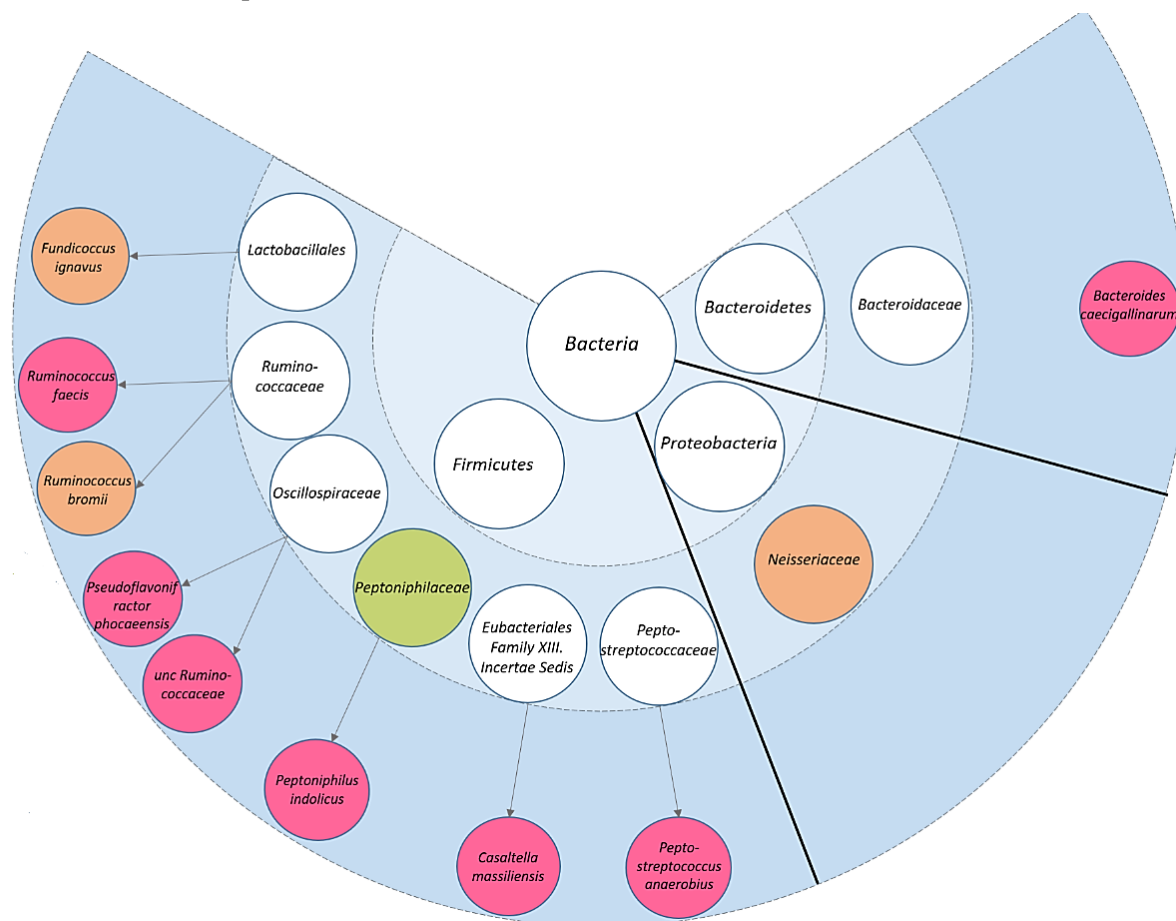 Bacteria
Bacteroidetes
Bacteroidaceae
Bacteroides
caecigallinarum
Proteobacteria
Neisseriaceae
Firmicutes
Lactobacillales
Fundicoccus
ignavus
Rumino-
coccaceae
Ruminococcus
faecis
Ruminococcus
bromii
Oscillospiraceae
Pseudoflavonif
ractor
phocaeensis
unc Rumino-
coccaceae
Peptoniphilaceae
Peptoniphilus
indolicus
Eubacteriales
Family XIII.
Incertae Sedis
Casaltella
massiliensis
Pepto-
streptococcaceae
Pepto-
streptococcus
anaerobius